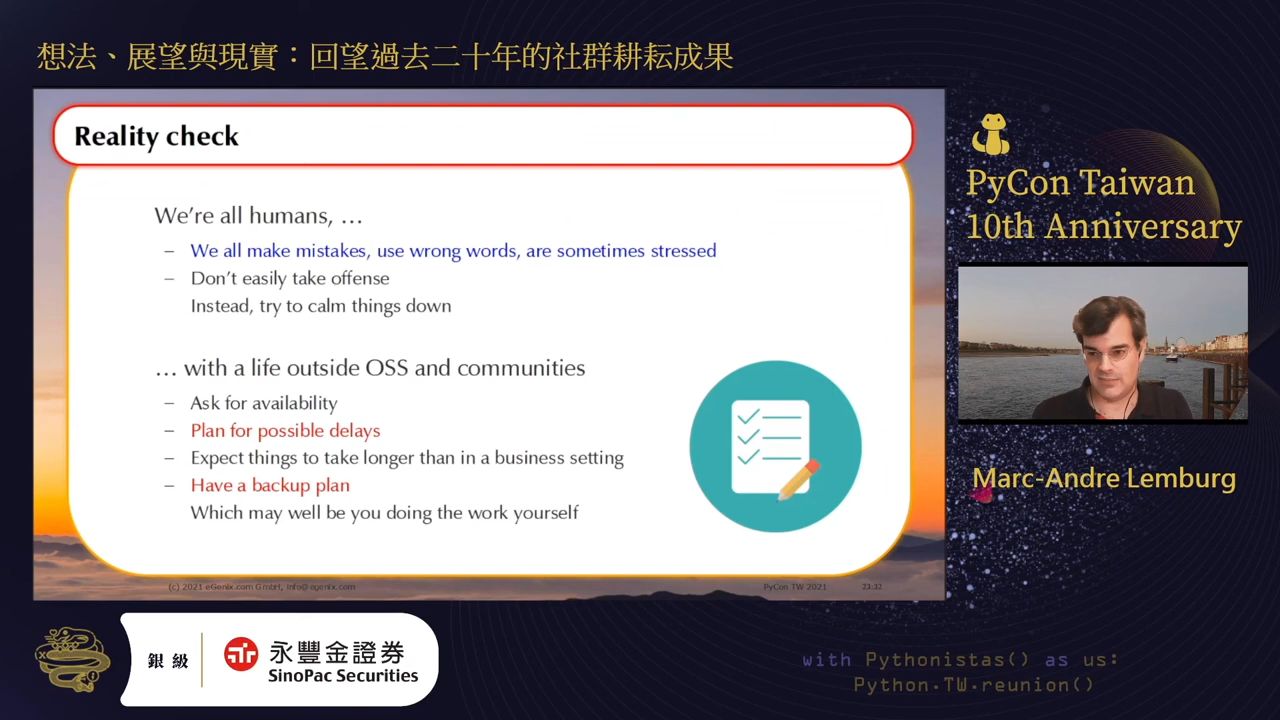 想法、展望與現實：回望過去二十年的社群耕耘成果
Reality check
We're all humans, …
– We all make mistakes, use wrong words, are sometimes stressed
– Don't easily take offense
Instead, try to calm things down
… with a life outside OSS and communities
– Ask for availability
– Plan for possible delays
– Expect things to take longer than in a business setting
– Have a backup plan
Which may well be you doing the work yourself
(c) 2021 eGenix.com GmbH, info@egenix.com
PyCon TW 2021
23:32
PyCon Taiwan
10th Anniversary
Marc-Andre Lemburg
銀級
永豐金證券
SinoPac Securities
with Pythonistas() as us:
Python.TW.reunion()